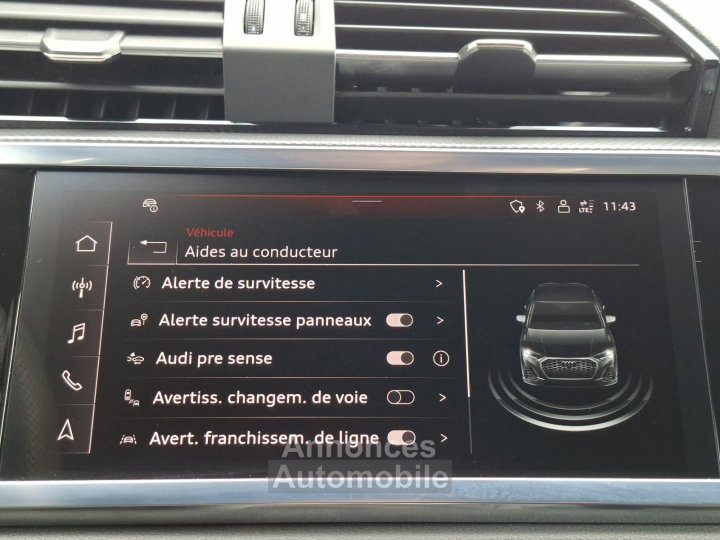 LTE 11:43
Véhicule
Aides au conducteur
Alerte de survitesse
Alerte survitesse panneaux
Audi pre sense
Avertiss. changem. de voie
Avert. franchissem. de ligne
Annonces
Automobile